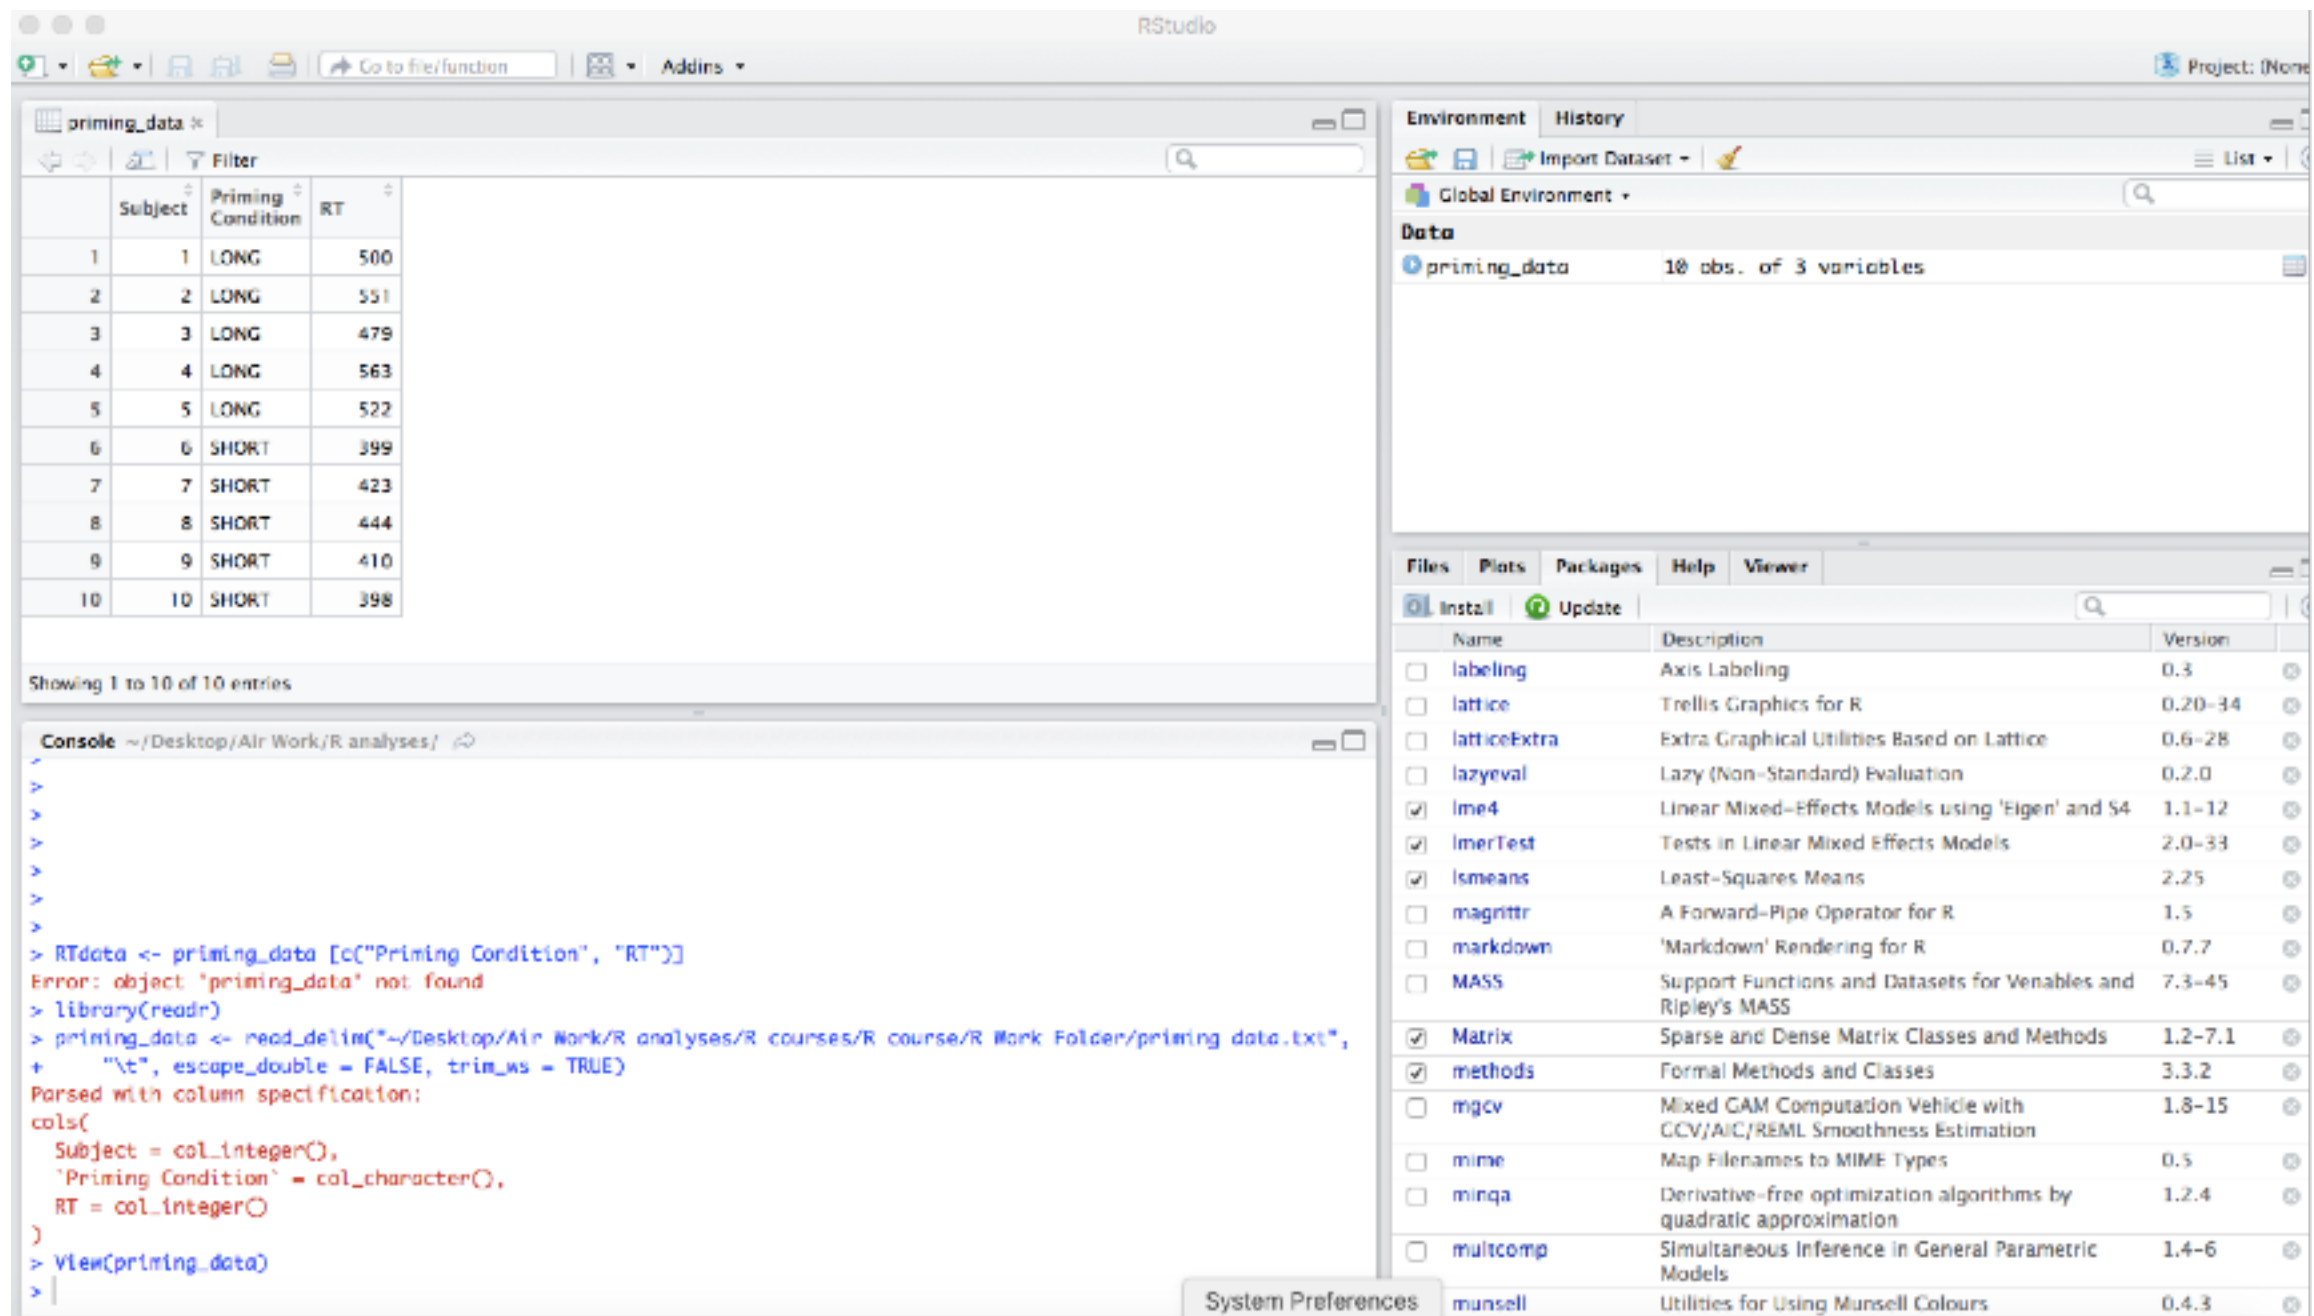 RStudio
Go to file/function
Addins
Project: (None
priming_data
Filter
Subject Priming Condition RT
1 1 LONG 500
2 2 LONG 551
3 3 LONG 479
4 4 LONG 563
5 5 LONG 522
6 6 SHORT 399
7 7 SHORT 423
8 8 SHORT 444
9 9 SHORT 410
10 10 SHORT 398
Showing 1 to 10 of 10 entries
Console ~/Desktop/Air Work/R analyses/
>
>
>
>
>
>
>
> RTdata <- priming_data [c("Priming Condition", "RT")]
Error: object 'priming_data' not found
> library(readr)
> priming_data <- read_delim("~/Desktop/Air Work/R analyses/R courses/R course/R Work Folder/priming data.txt",
+ "\t", escape_double = FALSE, trim_ws = TRUE)
Parsed with column specification:
cols(
Subject = col_integer(),
`Priming Condition` = col_character(),
RT = col_integer()
)
> View(priming_data)
>
Environment History
Import Dataset
List
Global Environment
Data
priming_data 10 obs. of 3 variables
Files Plots Packages Help Viewer
Install Update
Name Description Version
labeling Axis Labeling 0.3
lattice Trellis Graphics for R 0.20-34
latticeExtra Extra Graphical Utilities Based on Lattice 0.6-28
lazyeval Lazy (Non-Standard) Evaluation 0.2.0
lme4 Linear Mixed-Effects Models using 'Eigen' and S4 1.1-12
lmerTest Tests in Linear Mixed Effects Models 2.0-33
lsmeans Least-Squares Means 2.25
magrittr A Forward-Pipe Operator for R 1.5
markdown 'Markdown' Rendering for R 0.7.7
MASS Support Functions and Datasets for Venables and 7.3-45
Ripley's MASS
Matrix Sparse and Dense Matrix Classes and Methods 1.2-7.1
methods Formal Methods and Classes 3.3.2
mgcv Mixed GAM Computation Vehicle with 1.8-15
GCV/AIC/REML Smoothness Estimation
mime Map Filenames to MIME Types 0.5
minqa Derivative-free optimization algorithms by 1.2.4
quadratic approximation
multcomp Simultaneous Inference in General Parametric 1.4-6
Models
munsell Utilities for Using Munsell Colours 0.4.3
System Preferences